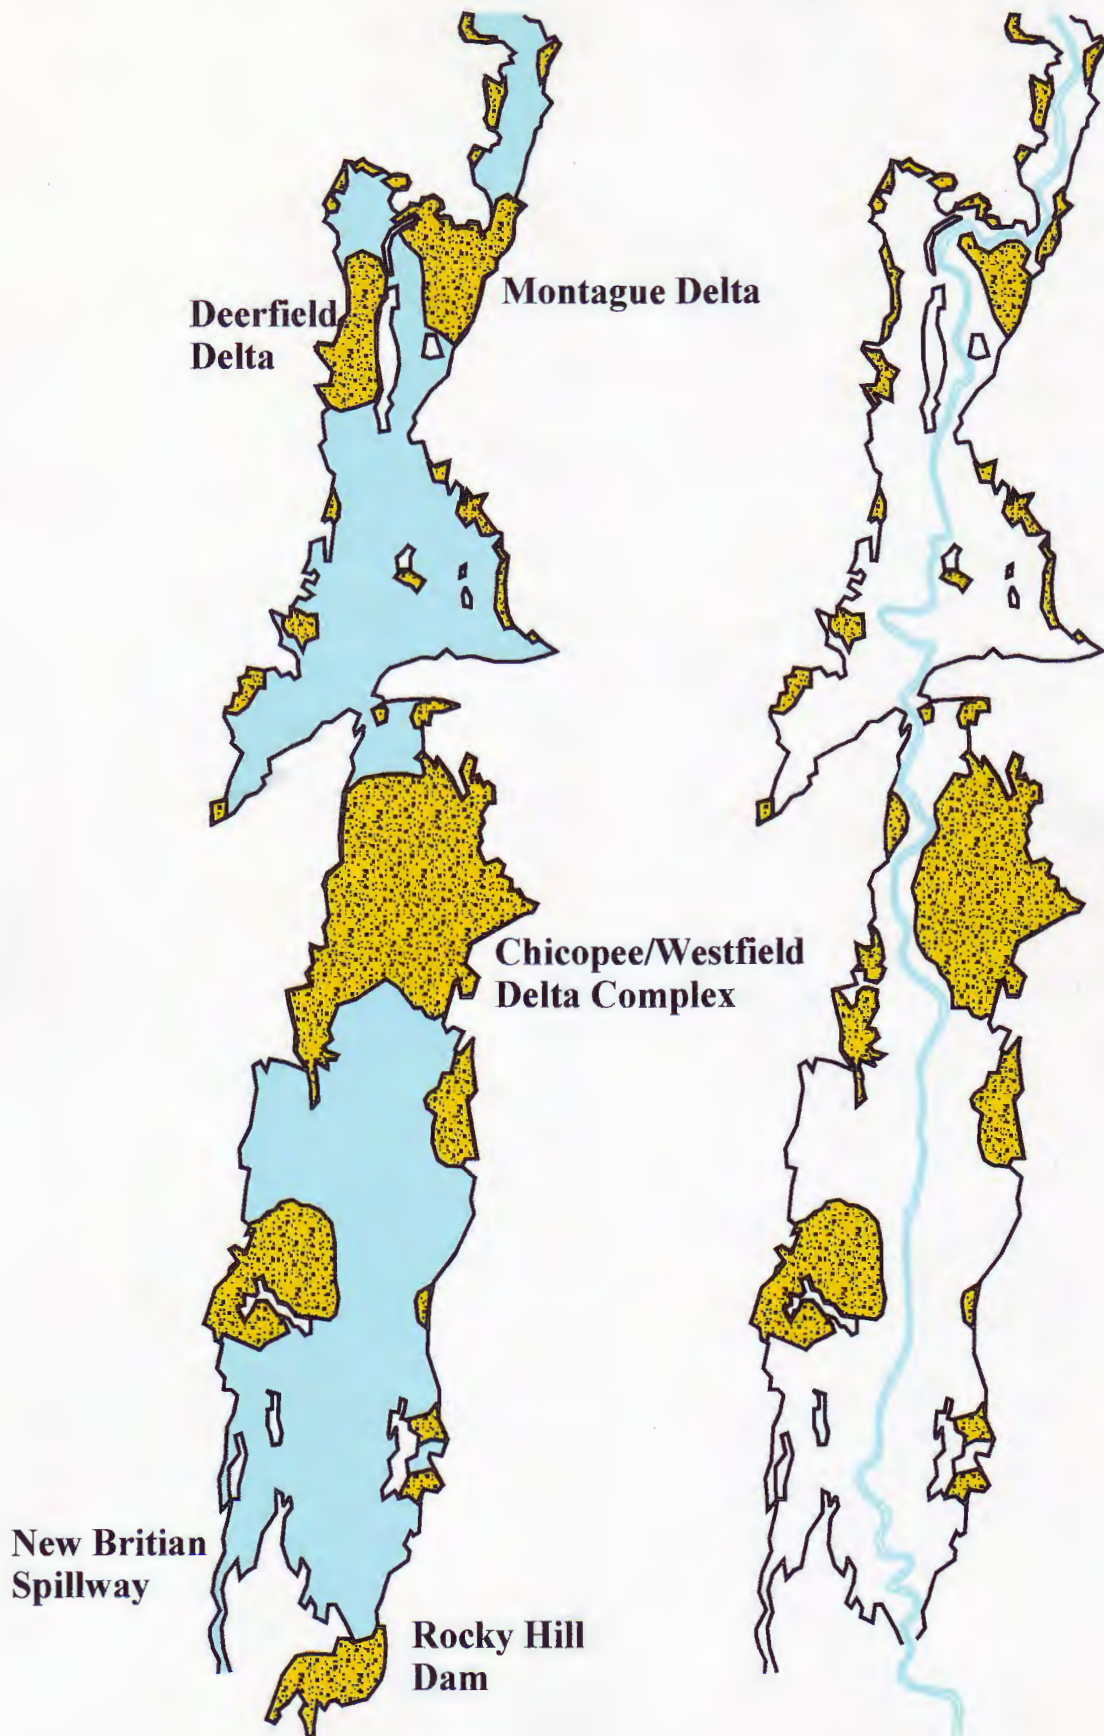 Montague Delta
Deerfield
Delta
Chicopee/Westfield
Delta Complex
New Britian
Spillway
Rocky Hill
Dam